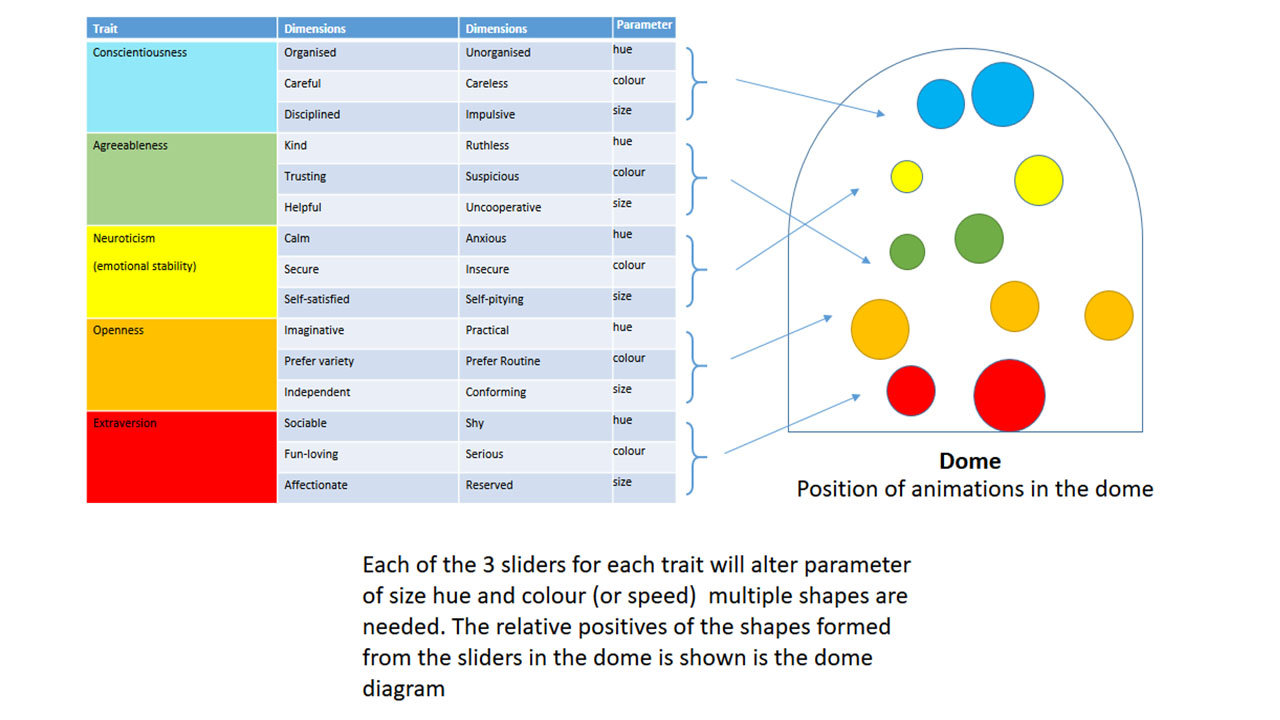 Trait Dimensions Dimensions Parameter
Conscientiousness Organised Unorganised hue
Careful Careless colour
Disciplined Impulsive size
Agreeableness Kind Ruthless hue
Trusting Suspicious colour
Helpful Uncooperative size
Neuroticism Calm Anxious hue
(emotional stability) Secure Insecure colour
Self-satisfied Self-pitying size
Openness Imaginative Practical hue
Prefer variety Prefer Routine colour
Independent Conforming size
Extraversion Sociable Shy hue
Fun-loving Serious colour
Affectionate Reserved size
Dome
Position of animations in the dome
Each of the 3 sliders for each trait will alter parameter
of size hue and colour (or speed)  multiple shapes are
needed. The relative positives of the shapes formed
from the sliders in the dome is shown is the dome
diagram